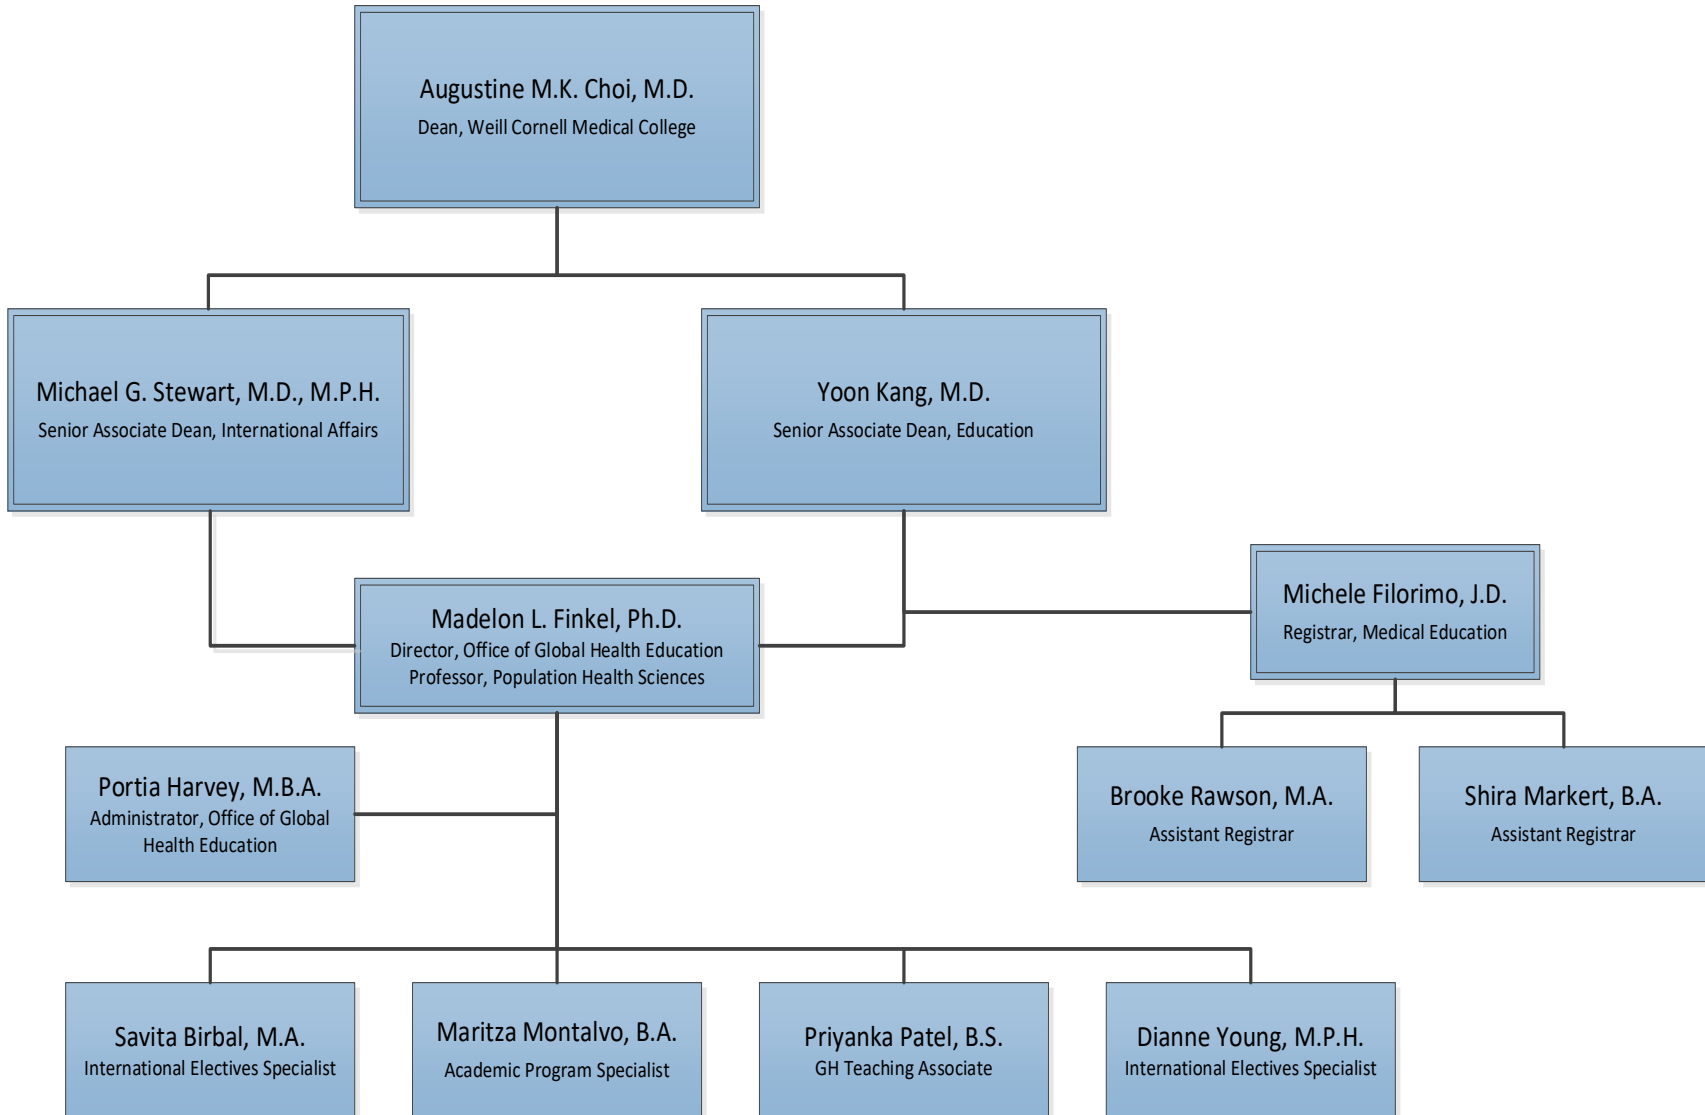 Augustine M.K. Choi, M.D.
Dean, Weill Cornell Medical College
Michael G. Stewart, M.D., M.P.H.
Senior Associate Dean, International Affairs
Yoon Kang, M.D.
Senior Associate Dean, Education
Madelon L. Finkel, Ph.D.
Director, Office of Global Health Education
Professor, Population Health Sciences
Michele Filorimo, J.D.
Registrar, Medical Education
Portia Harvey, M.B.A.
Administrator, Office of Global
Health Education
Brooke Rawson, M.A.
Assistant Registrar
Shira Markert, B.A.
Assistant Registrar
Savita Birbal, M.A.
International Electives Specialist
Maritza Montalvo, B.A.
Academic Program Specialist
Priyanka Patel, B.S.
GH Teaching Associate
Dianne Young, M.P.H.
International Electives Specialist